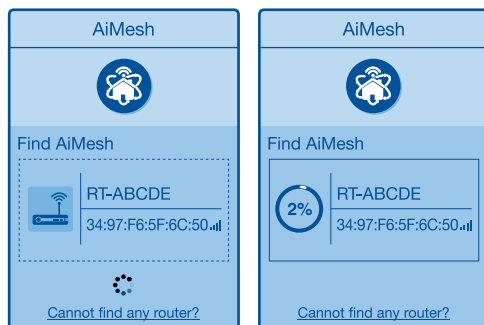 AiMesh
Find AiMesh
RT-ABCDE
34:97:F6:5F:6C:50
Cannot find any router?
AiMesh
Find AiMesh
2%
RT-ABCDE
34:97:F6:5F:6C:50
Cannot find any router?